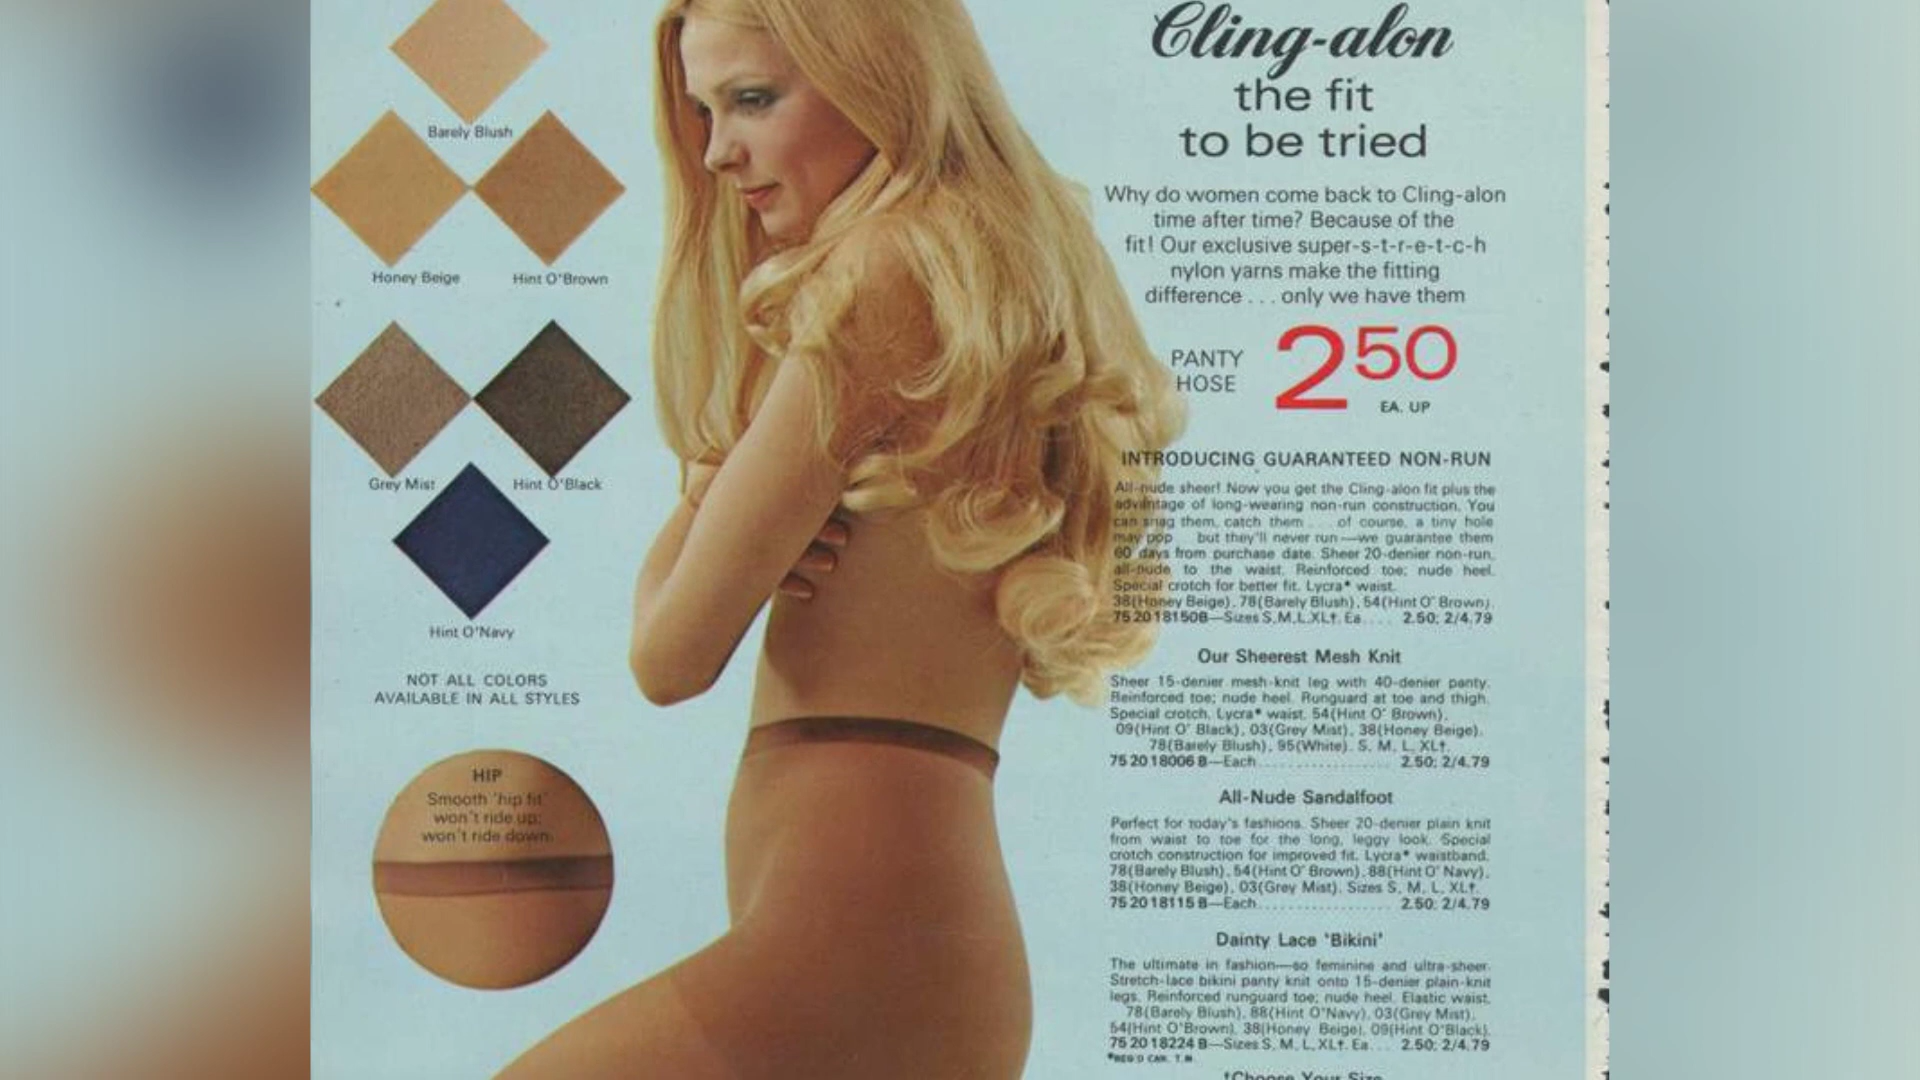 Cling-alon
the fit
to be tried
Why do women come back to Cling-alon
time after time? Because of the
fit! Our exclusive super-s-t-r-e-t-c-h
nylon yarns make the fitting
difference . . . only we have them
PANTY
HOSE
2 50
EA. UP
INTRODUCING GUARANTEED NON-RUN
All-nude sheer! Now you get the Cling-alon fit plus the
advantage of long-wearing non-run construction. You
can snag them, catch them . . . of course, a tiny hole
may pop . . . but they'll never run—we guarantee them
60 days from purchase date. Sheer 20-denier non-run,
all-nude to the waist. Reinforced toe; nude heel.
Special crotch for better fit. Lycra* waist.
38(Honey Beige), 78(Barely Blush), 54(Hint O' Brown).
75 20 18150B—Sizes S,M,L,XL†. Ea.... 2.50; 2/4.79
Our Sheerest Mesh Knit
Sheer 15-denier mesh-knit leg with 40-denier panty.
Reinforced toe; nude heel. Runguard at toe and thigh.
Special crotch. Lycra* waist. 54(Hint O' Brown),
09(Hint O' Black), 03(Grey Mist), 38(Honey Beige),
78(Barely Blush), 95(White). S, M, L, XL†.
75 20 18006 B—Each................. 2.50; 2/4.79
All-Nude Sandalfoot
Perfect for today's fashions. Sheer 20-denier plain knit
from waist to toe for the long, leggy look. Special
crotch construction for improved fit. Lycra* waistband.
78(Barely Blush), 54(Hint O' Brown), 88(Hint O' Navy),
38(Honey Beige), 03(Grey Mist). Sizes S, M, L, XL†.
75 20 18115 B—Each................. 2.50; 2/4.79
Dainty Lace 'Bikini'
The ultimate in fashion—so feminine and ultra-sheer.
Stretch-lace bikini panty knit onto 15-denier plain-knit
legs. Reinforced runguard toe; nude heel. Elastic waist.
78(Barely Blush), 88(Hint O'Navy), 03(Grey Mist),
54(Hint O'Brown), 38(Honey Beige), 09(Hint O'Black).
75 20 18224 B—Sizes S, M, L, XL†. Ea... 2.50; 2/4.79
*REG'D CAN. T.M.
†Choose Your Size
Barely Blush
Honey Beige
Hint O'Brown
Grey Mist
Hint O'Black
Hint O'Navy
NOT ALL COLORS
AVAILABLE IN ALL STYLES
HIP
Smooth 'hip fit'
won't ride up;
won't ride down.